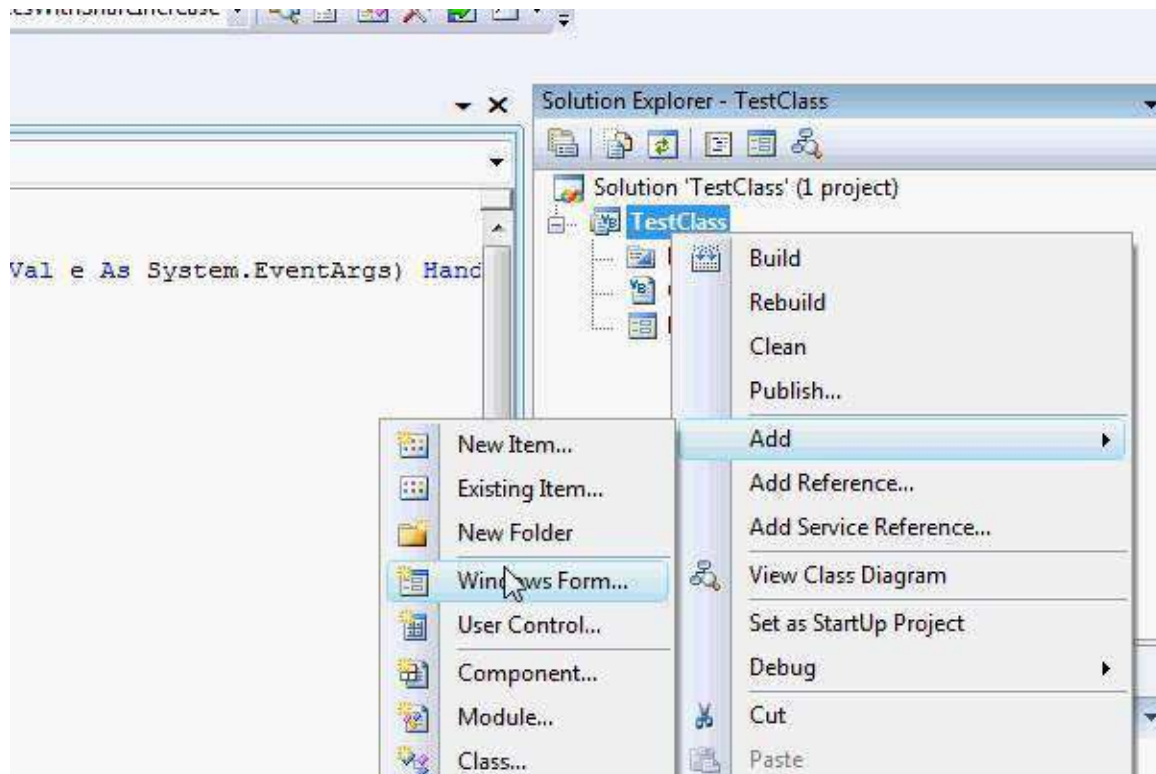 Solution Explorer - TestClass
Solution 'TestClass' (1 project)
TestClass
Val e As System.EventArgs) Hand
Build
Rebuild
Clean
Publish...
Add
Add Reference...
Add Service Reference...
View Class Diagram
Set as StartUp Project
Debug
Cut
Paste
New Item...
Existing Item...
New Folder
Windows Form...
User Control...
Component...
Module...
Class...